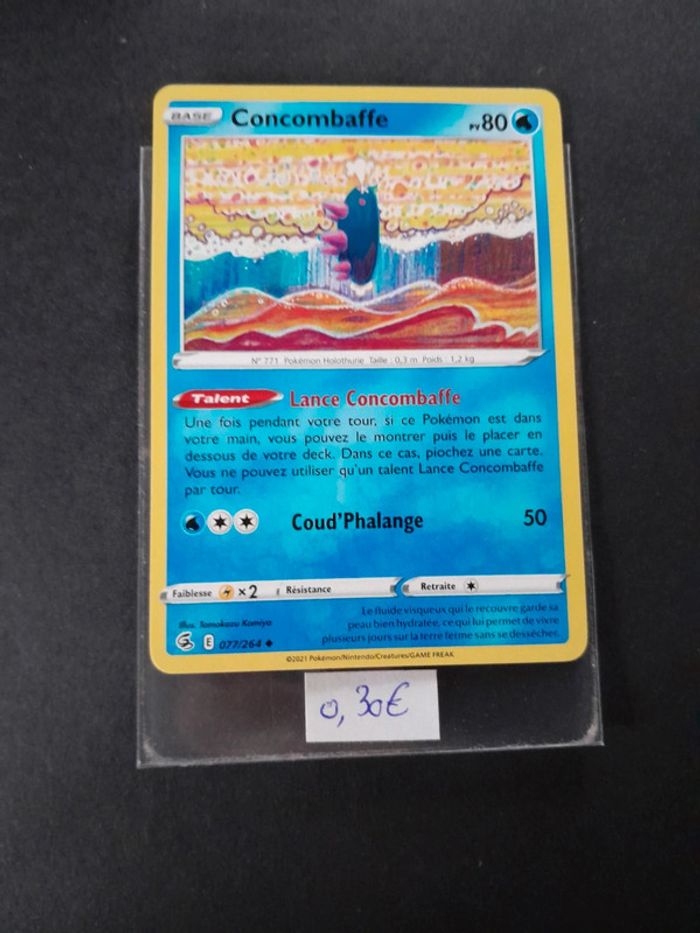 BASE Concombaffe PV80
N° 771 Pokémon Holothurie Taille : 0,3 m Poids : 1,2 kg
Talent Lance Concombaffe
Une fois pendant votre tour, si ce Pokémon est dans
votre main, vous pouvez le montrer puis le placer en
dessous de votre deck. Dans ce cas, piochez une carte.
Vous ne pouvez utiliser qu'un talent Lance Concombaffe
par tour.
Coud'Phalange 50
Faiblesse ×2 Résistance Retraite
Illus. Tomokazu Komiya
Le fluide visqueux qui le recouvre garde sa
peau bien hydratée, ce qui lui permet de vivre
plusieurs jours sur la terre ferme sans se dessécher.
E 077/264
©2021 Pokémon/Nintendo/Creatures/GAME FREAK
0,30€